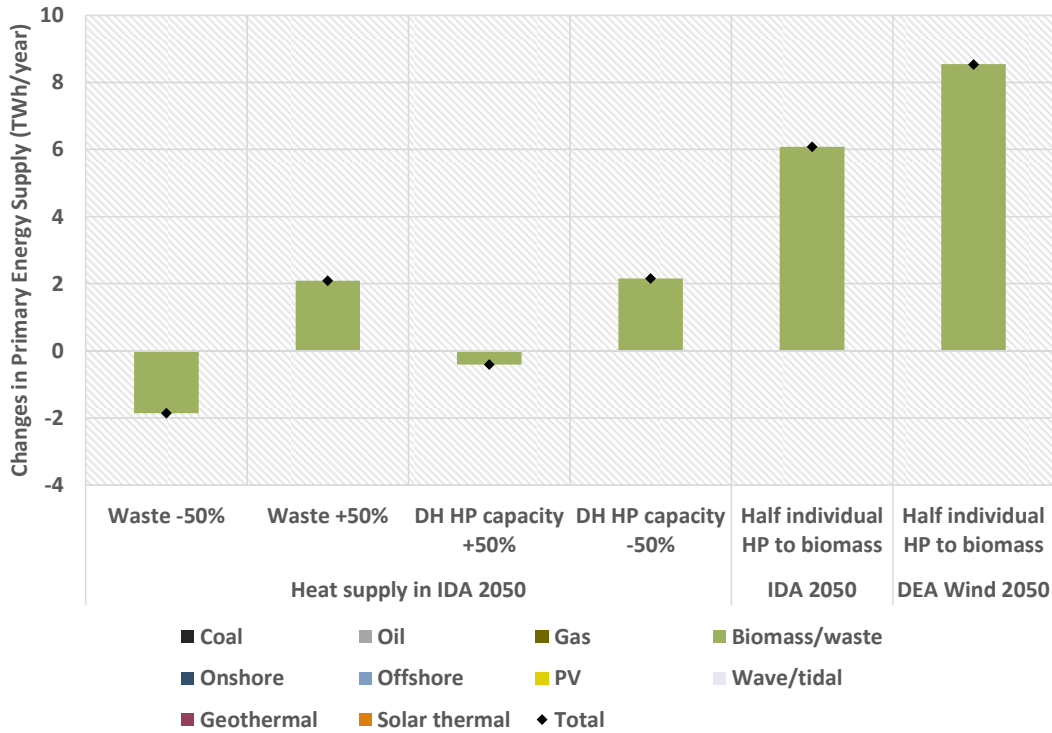 Changes in Primary Energy Supply (TWh/year)
10
8
6
4
2
0
-2
-4
Waste -50%
Waste +50%
DH HP capacity
+50%
DH HP capacity
-50%
Half individual
HP to biomass
Half individual
HP to biomass
Heat supply in IDA 2050
IDA 2050
DEA Wind 2050
Coal
Oil
Gas
Biomass/waste
Onshore
Offshore
PV
Wave/tidal
Geothermal
Solar thermal
Total